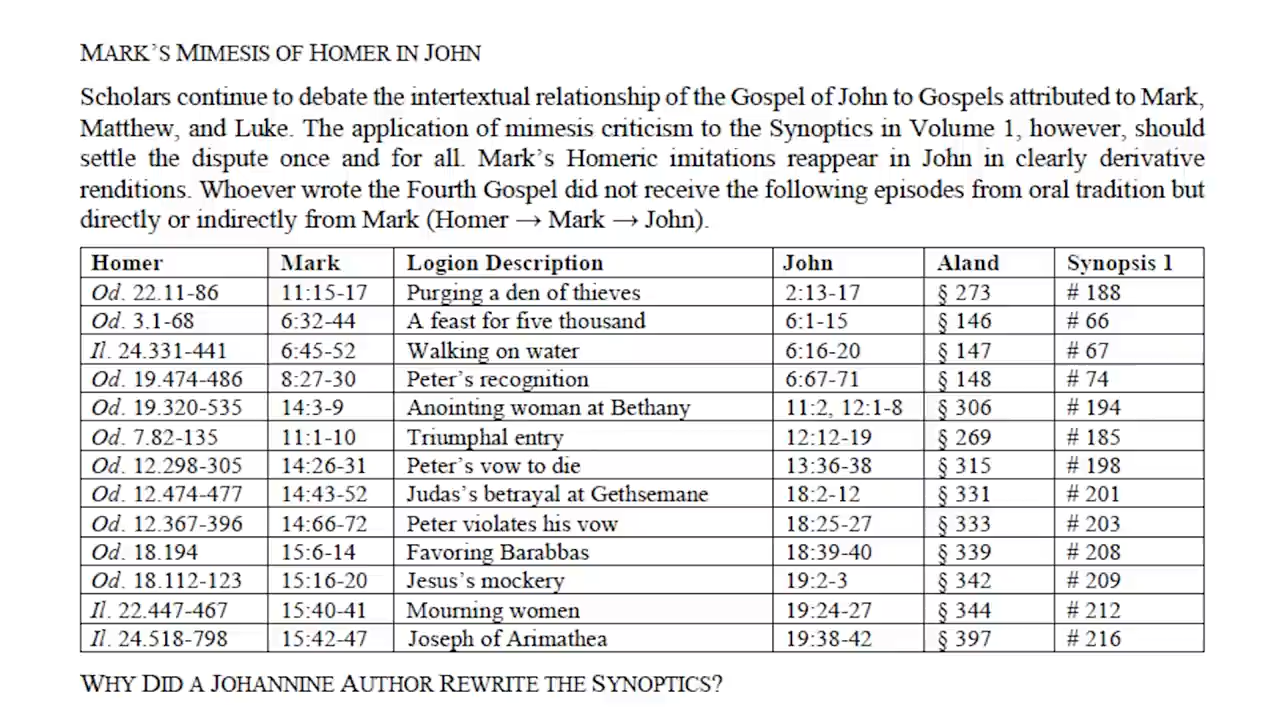 MARK'S MIMESIS OF HOMER IN JOHN
Scholars continue to debate the intertextual relationship of the Gospel of John to Gospels attributed to Mark,
Matthew, and Luke. The application of mimesis criticism to the Synoptics in Volume 1, however, should
settle the dispute once and for all. Mark's Homeric imitations reappear in John in clearly derivative
renditions. Whoever wrote the Fourth Gospel did not receive the following episodes from oral tradition but
directly or indirectly from Mark (Homer → Mark → John).
Homer Mark Logion Description John Aland Synopsis 1
Od. 22.11-86 11:15-17 Purging a den of thieves 2:13-17 § 273 # 188
Od. 3.1-68 6:32-44 A feast for five thousand 6:1-15 § 146 # 66
Il. 24.331-441 6:45-52 Walking on water 6:16-20 § 147 # 67
Od. 19.474-486 8:27-30 Peter's recognition 6:67-71 § 148 # 74
Od. 19.320-535 14:3-9 Anointing woman at Bethany 11:2, 12:1-8 § 306 # 194
Od. 7.82-135 11:1-10 Triumphal entry 12:12-19 § 269 # 185
Od. 12.298-305 14:26-31 Peter's vow to die 13:36-38 § 315 # 198
Od. 12.474-477 14:43-52 Judas's betrayal at Gethsemane 18:2-12 § 331 # 201
Od. 12.367-396 14:66-72 Peter violates his vow 18:25-27 § 333 # 203
Od. 18.194 15:6-14 Favoring Barabbas 18:39-40 § 339 # 208
Od. 18.112-123 15:16-20 Jesus's mockery 19:2-3 § 342 # 209
Il. 22.447-467 15:40-41 Mourning women 19:24-27 § 344 # 212
Il. 24.518-798 15:42-47 Joseph of Arimathea 19:38-42 § 397 # 216
WHY DID A JOHANNINE AUTHOR REWRITE THE SYNOPTICS?